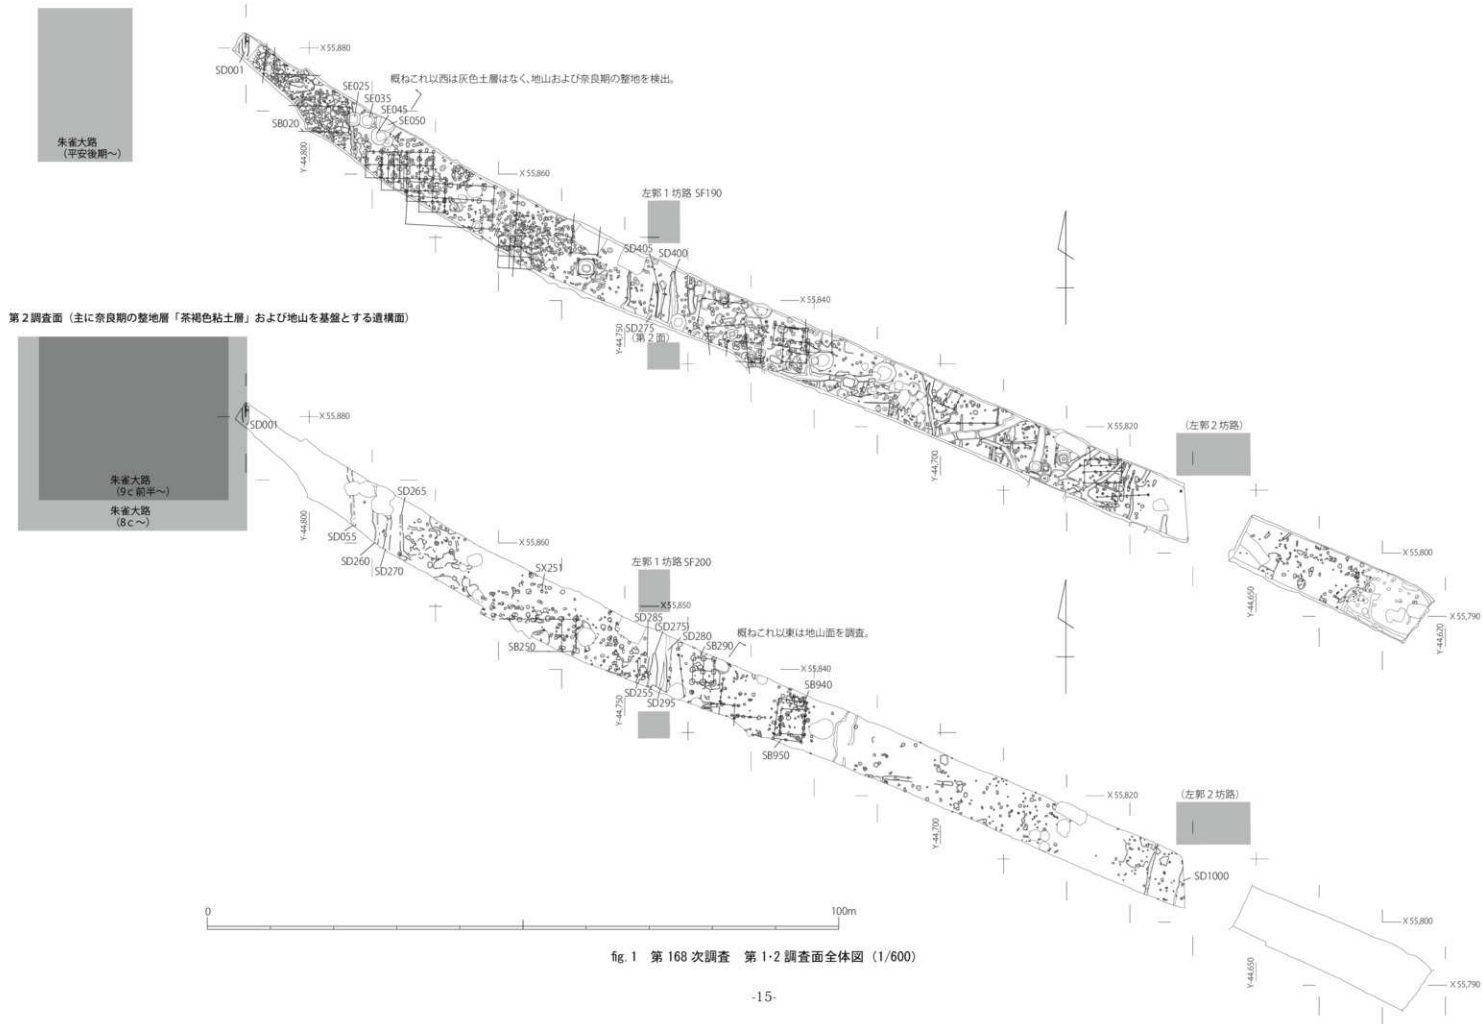 X55,880
SD001
SE025
SE035
SE045
SE050
概ねこれ以西は灰色土層はなく、地山および奈良期の整地を検出。
朱雀大路
（平安後期～）
SB020
Y-44,800
X55,860
左郭1坊路 SF190
SD405
SD400
X55,840
SD275
（第2面）
Y-44,750
X55,820
（左郭2坊路）
Y-44,700
X55,800
Y-44,650
X55,790
Y-44,620
第2調査面（主に奈良期の整地層「茶褐色粘土層」および地山を基盤とする遺構面）
X55,880
SD001
朱雀大路
（9c前半～）
朱雀大路
（8c～）
Y-44,800
SD265
SD055
SD260
SD270
X55,860
SX251
左郭1坊路 SF200
X55,850
SD285
(SD275)
SD280
SB290
概ねこれ以東は地山面を調査。
SB250
X55,840
SB940
SD255
SD295
Y-44,750
SB950
X55,820
（左郭2坊路）
Y-44,700
SD1000
X55,800
Y-44,650
X55,790
0
100m
fig. 1　第168次調査　第1・2調査面全体図（1/600）
-15-